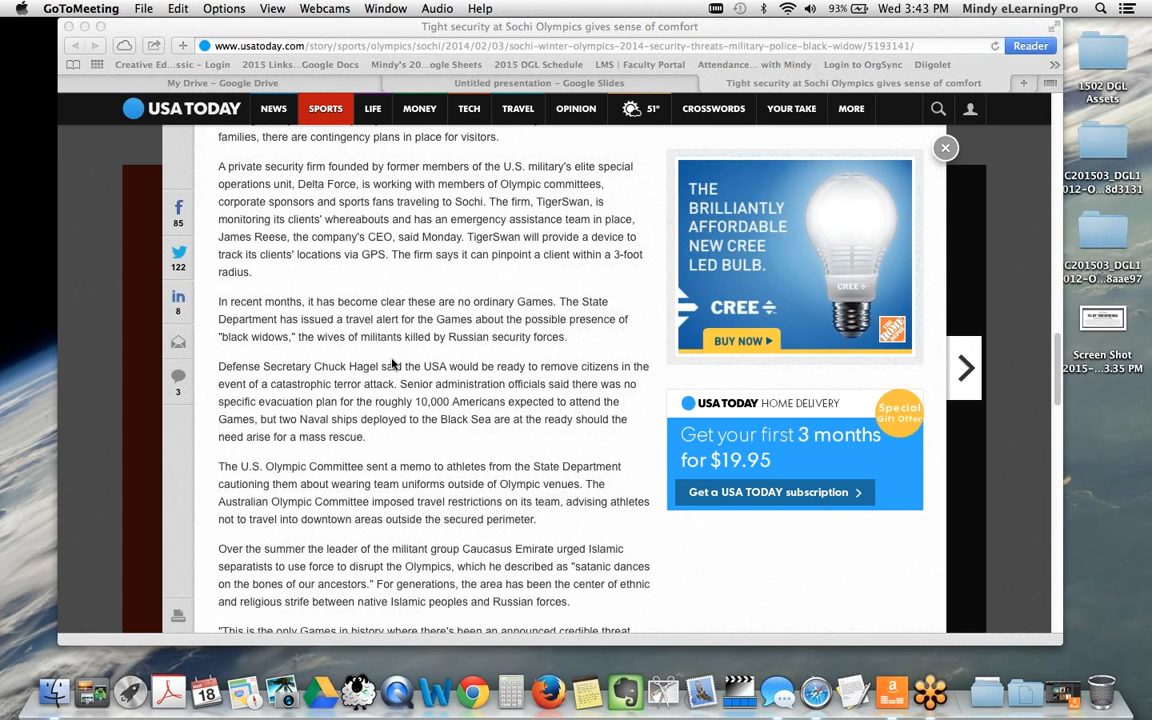 GoToMeeting File Edit Options View Webcams Window Audio Help 93% Wed 3:43 PM Mindy eLearningPro
Tight security at Sochi Olympics gives sense of comfort
www.usatoday.com/story/sports/olympics/sochi/2014/02/03/sochi-winter-olympics-2014-security-threats-military-police-black-widow/5193141/ Reader
Creative Ed...sic - Login 2015 Links...Google Docs Mindy's 20...ogle Sheets 2015 DGL Schedule LMS | Faculty Portal Attendance... with Mindy Login to OrgSync Diigolet
My Drive – Google Drive Untitled presentation – Google Slides Tight security at Sochi Olympics gives sense of comfort
USA TODAY NEWS SPORTS LIFE MONEY TECH TRAVEL OPINION 51° CROSSWORDS YOUR TAKE MORE
families, there are contingency plans in place for visitors.
A private security firm founded by former members of the U.S. military's elite special
operations unit, Delta Force, is working with members of Olympic committees,
corporate sponsors and sports fans traveling to Sochi. The firm, TigerSwan, is
monitoring its clients' whereabouts and has an emergency assistance team in place,
James Reese, the company's CEO, said Monday. TigerSwan will provide a device to
track its clients' locations via GPS. The firm says it can pinpoint a client within a 3-foot
radius.
In recent months, it has become clear these are no ordinary Games. The State
Department has issued a travel alert for the Games about the possible presence of
"black widows," the wives of militants killed by Russian security forces.
Defense Secretary Chuck Hagel said the USA would be ready to remove citizens in the
event of a catastrophic terror attack. Senior administration officials said there was no
specific evacuation plan for the roughly 10,000 Americans expected to attend the
Games, but two Naval ships deployed to the Black Sea are at the ready should the
need arise for a mass rescue.
The U.S. Olympic Committee sent a memo to athletes from the State Department
cautioning them about wearing team uniforms outside of Olympic venues. The
Australian Olympic Committee imposed travel restrictions on its team, advising athletes
not to travel into downtown areas outside the secured perimeter.
Over the summer the leader of the militant group Caucasus Emirate urged Islamic
separatists to use force to disrupt the Olympics, which he described as "satanic dances
on the bones of our ancestors." For generations, the area has been the center of ethnic
and religious strife between native Islamic peoples and Russian forces.
"This is the only Games in history where there's been an announced credible threat
85
122
8
3
THE
BRILLIANTLY
AFFORDABLE
NEW CREE
LED BULB.
CREE
CREE
BUY NOW
USA TODAY HOME DELIVERY
Special
Gift Offer
Get your first 3 months
for $19.95
Get a USA TODAY subscription
1502 DGL
Assets
C201503_DGL1
012-O...8d3131
C201503_DGL1
012-O...8aae97
Screen Shot
2015-...3.35 PM
18